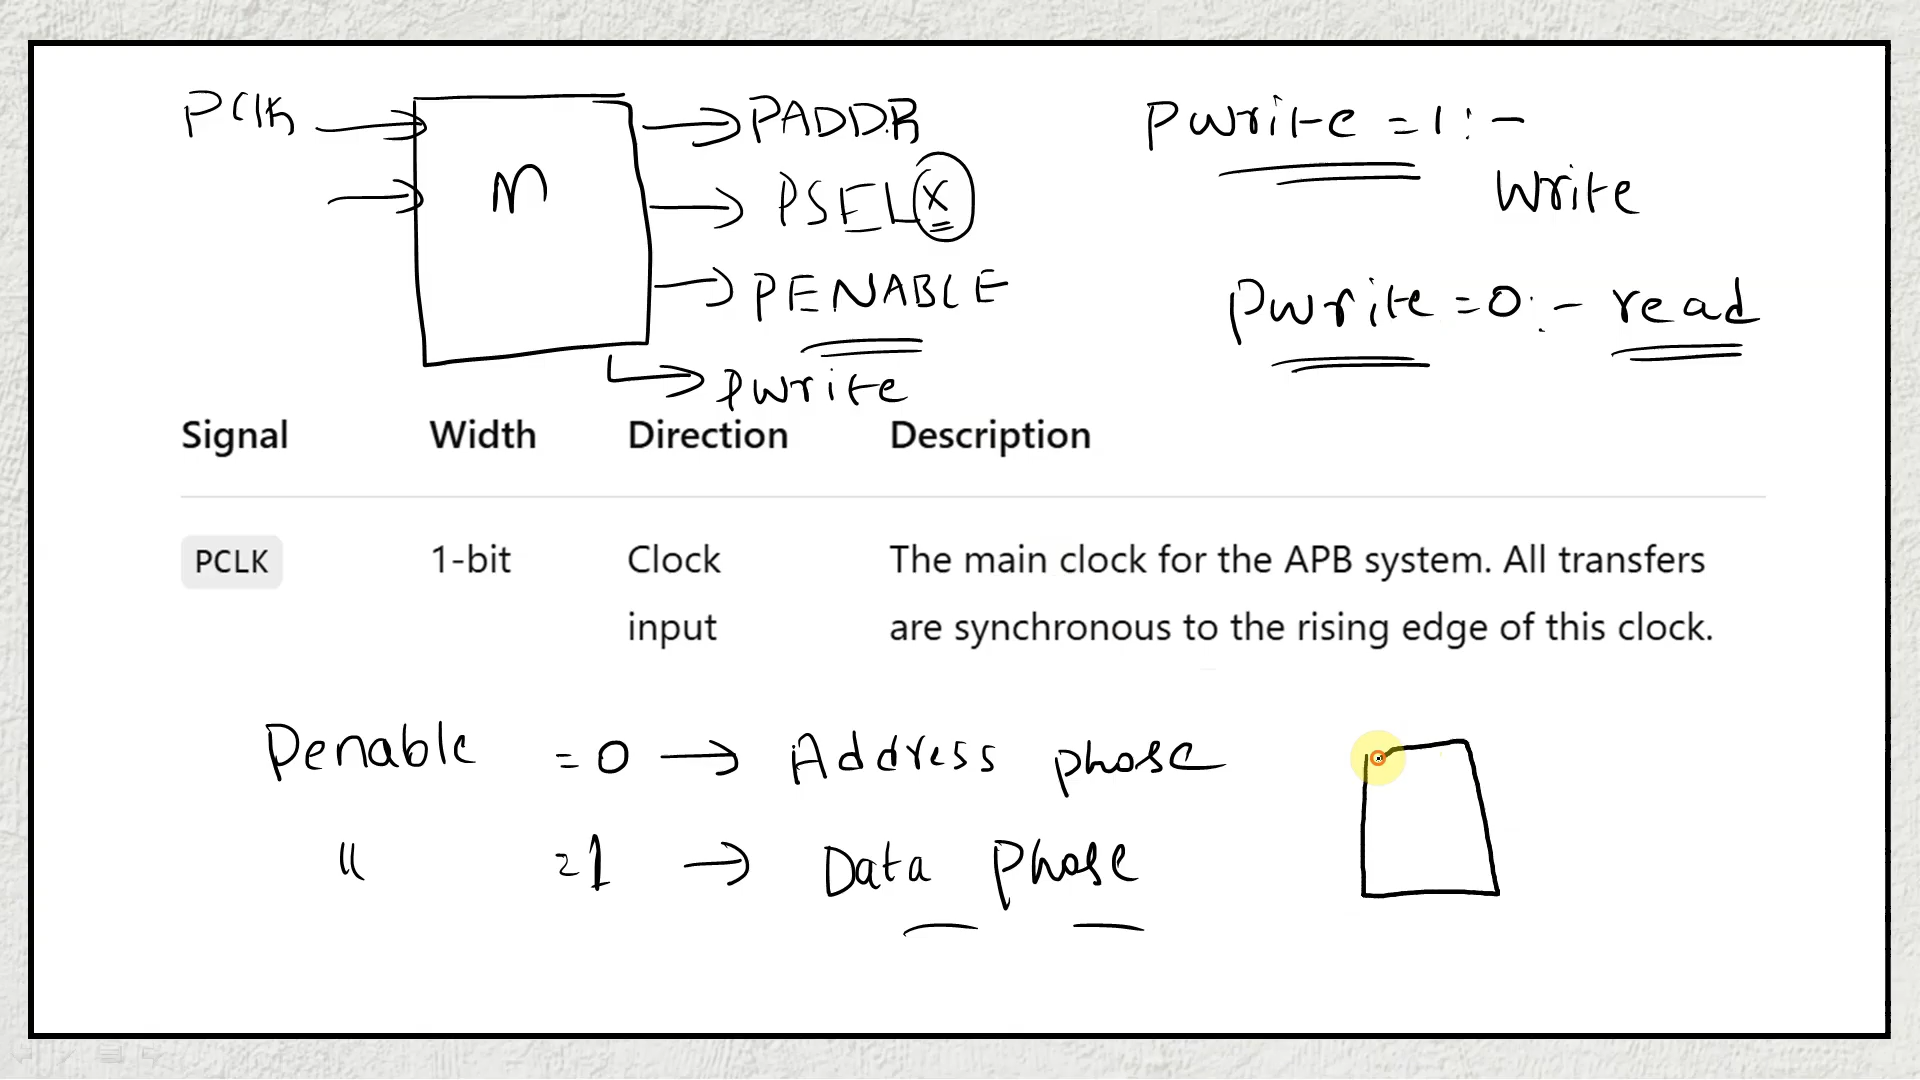 PClk
M
PADDR
PSELx
PENABLE
Pwrite
Pwrite = 1 :-
Write
Pwrite = 0 :- read
Signal Width Direction Description
PCLK 1-bit Clock input The main clock for the APB system. All transfers
are synchronous to the rising edge of this clock.
Penable = 0 → Address phase
" = 1 → Data Phase